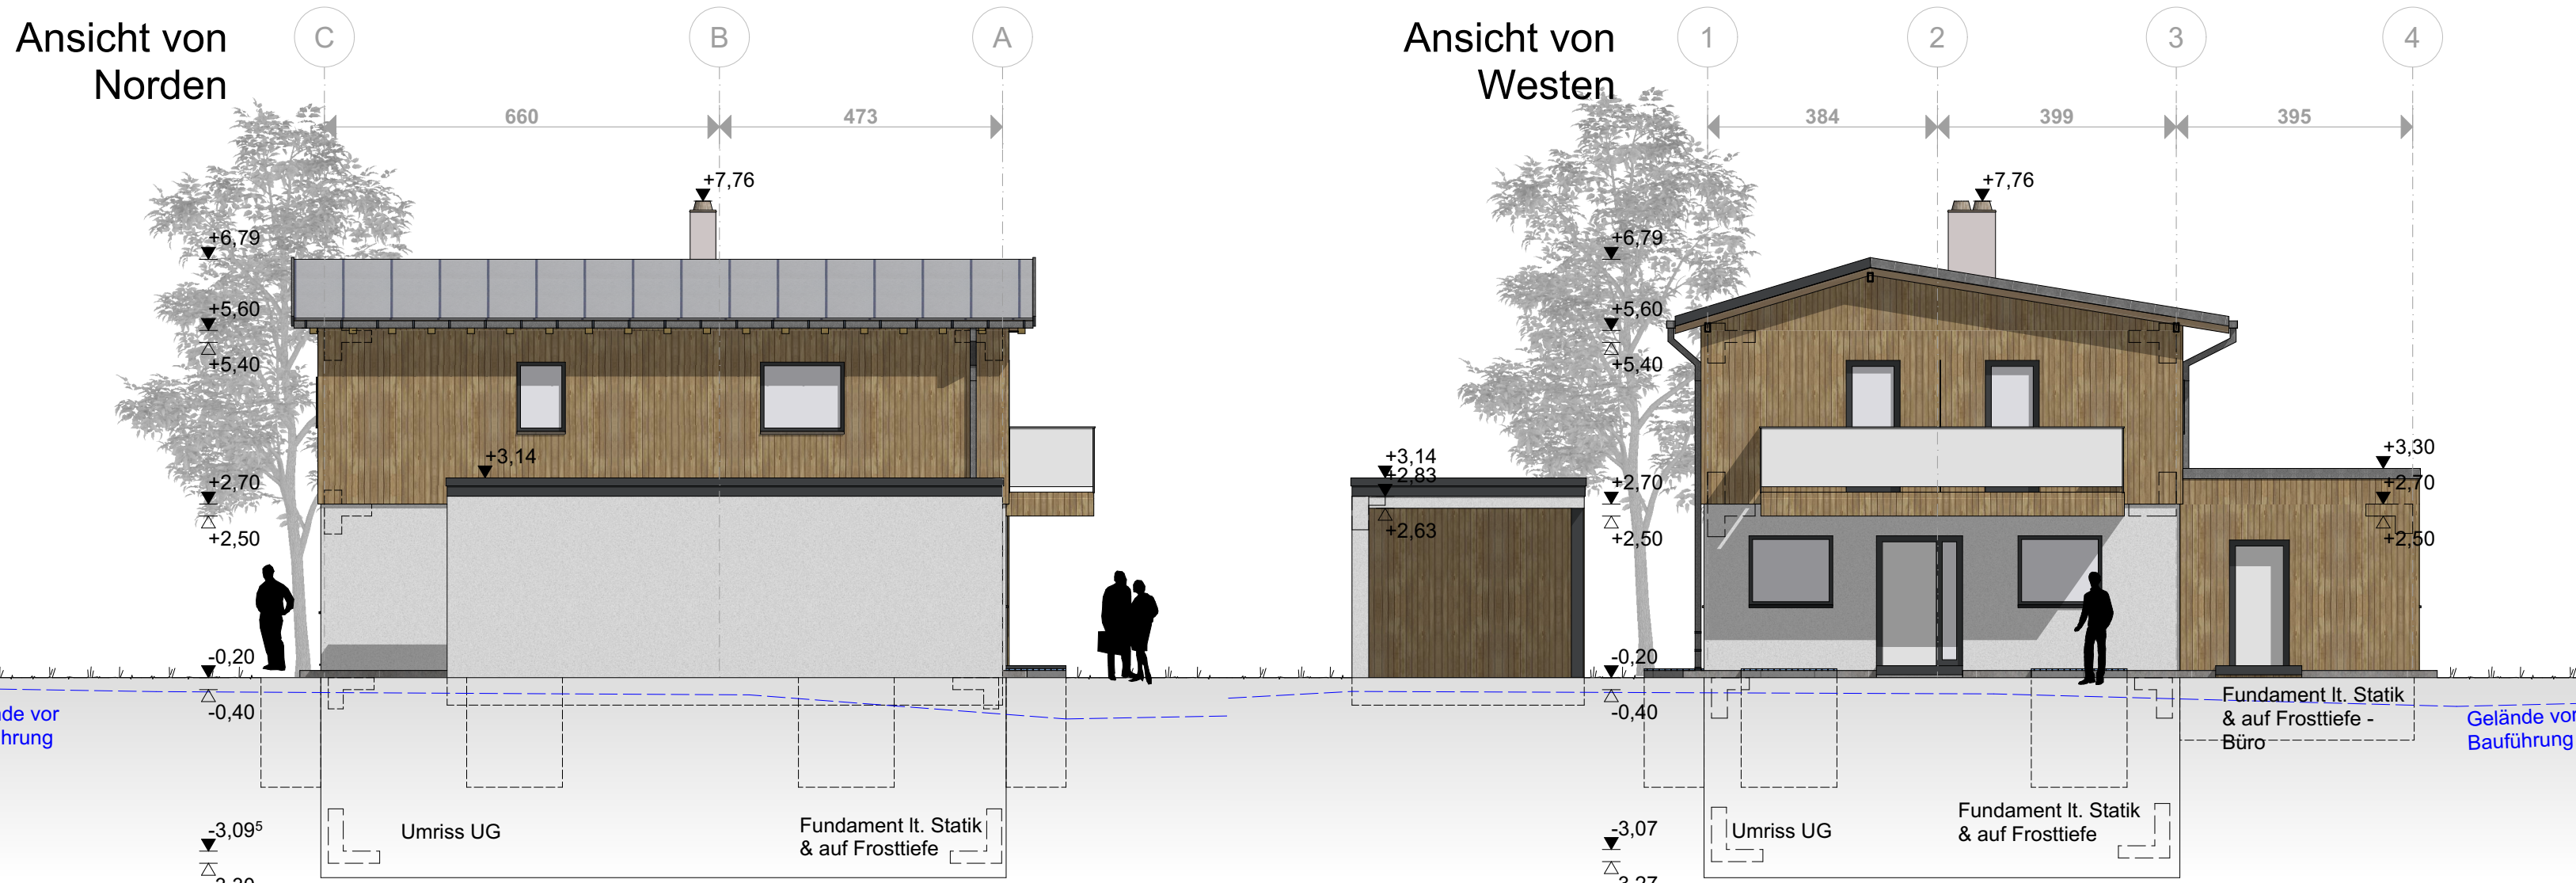 Ansicht von
Norden
C
B
A
660
473
+7,76
+6,79
+5,60
+5,40
+3,14
+2,70
+2,50
-0,20
-0,40
-3,09⁵
Umriss UG
Fundament lt. Statik
& auf Frosttiefe
Ansicht von
Westen
1
2
3
4
384
399
395
+7,76
+6,79
+5,60
+5,40
+3,14
+2,83
+2,63
+2,70
+2,50
+3,30
+2,70
+2,50
-0,20
-0,40
Fundament lt. Statik
& auf Frosttiefe -
Büro
Gelände vor
Bauführung
-3,07
Umriss UG
Fundament lt. Statik
& auf Frosttiefe